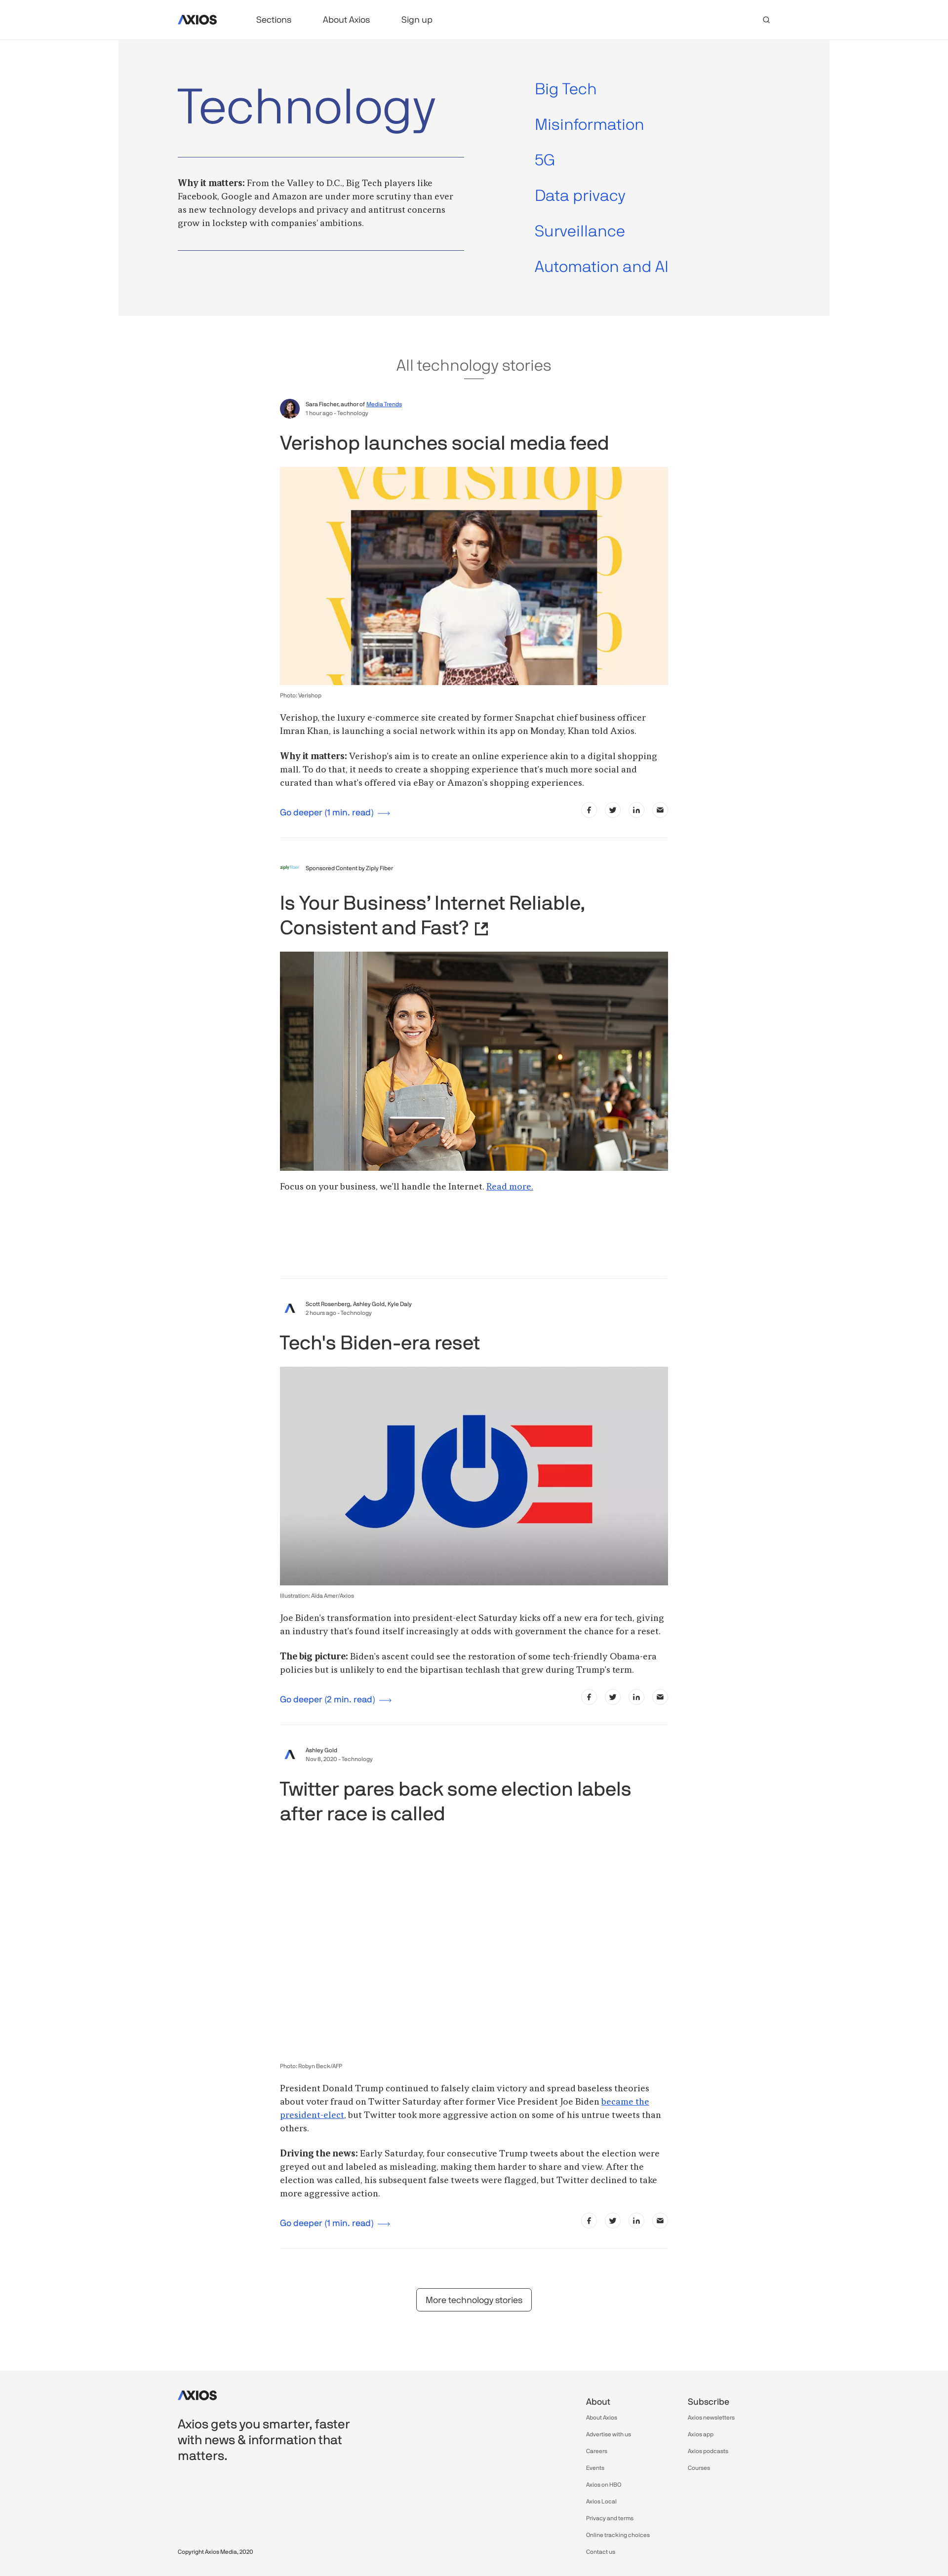 AXIOS
Sections
About Axios
Sign up
Technology
Why it matters: From the Valley to D.C., Big Tech players like
Facebook, Google and Amazon are under more scrutiny than ever
as new technology develops and privacy and antitrust concerns
grow in lockstep with companies' ambitions.
Big Tech
Misinformation
5G
Data privacy
Surveillance
Automation and AI
All technology stories
Sara Fischer, author of Media Trends
1 hour ago - Technology
Verishop launches social media feed
verishop
Photo: Verishop
Verishop, the luxury e-commerce site created by former Snapchat chief business officer
Imran Khan, is launching a social network within its app on Monday, Khan told Axios.
Why it matters: Verishop's aim is to create an online experience akin to a digital shopping
mall. To do that, it needs to create a shopping experience that's much more social and
curated than what's offered via eBay or Amazon's shopping experiences.
Go deeper (1 min. read)
ziply fiber
Sponsored Content by Ziply Fiber
Is Your Business’ Internet Reliable,
Consistent and Fast?
Focus on your business, we'll handle the Internet. Read more.
Scott Rosenberg, Ashley Gold, Kyle Daly
2 hours ago - Technology
Tech's Biden-era reset
JOE
Illustration: Aïda Amer/Axios
Joe Biden's transformation into president-elect Saturday kicks off a new era for tech, giving
an industry that's found itself increasingly at odds with government the chance for a reset.
The big picture: Biden's ascent could see the restoration of some tech-friendly Obama-era
policies but is unlikely to end the bipartisan techlash that grew during Trump's term.
Go deeper (2 min. read)
Ashley Gold
Nov 8, 2020 - Technology
Twitter pares back some election labels
after race is called
Photo: Robyn Beck/AFP
President Donald Trump continued to falsely claim victory and spread baseless theories
about voter fraud on Twitter Saturday after former Vice President Joe Biden became the
president-elect, but Twitter took more aggressive action on some of his untrue tweets than
others.
Driving the news: Early Saturday, four consecutive Trump tweets about the election were
greyed out and labeled as misleading, making them harder to share and view. After the
election was called, his subsequent false tweets were flagged, but Twitter declined to take
more aggressive action.
Go deeper (1 min. read)
More technology stories
AXIOS
Axios gets you smarter, faster
with news & information that
matters.
Copyright Axios Media, 2020
About
About Axios
Advertise with us
Careers
Events
Axios on HBO
Axios Local
Privacy and terms
Online tracking choices
Contact us
Subscribe
Axios newsletters
Axios app
Axios podcasts
Courses